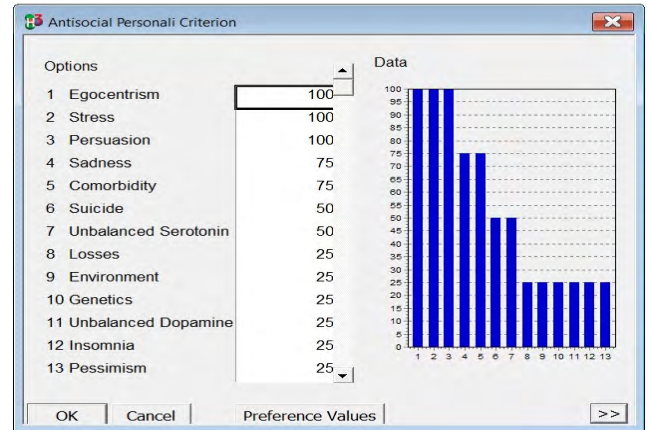 Antisocial Personali Criterion
Options
1 Egocentrism 100
2 Stress 100
3 Persuasion 100
4 Sadness 75
5 Comorbidity 75
6 Suicide 50
7 Unbalanced Serotonin 50
8 Losses 25
9 Environment 25
10 Genetics 25
11 Unbalanced Dopamine 25
12 Insomnia 25
13 Pessimism 25
Data
100
95
90
85
80
75
70
65
60
55
50
45
40
35
30
25
20
15
10
5
0
1 2 3 4 5 6 7 8 9 10 11 12 13
OK Cancel Preference Values >>